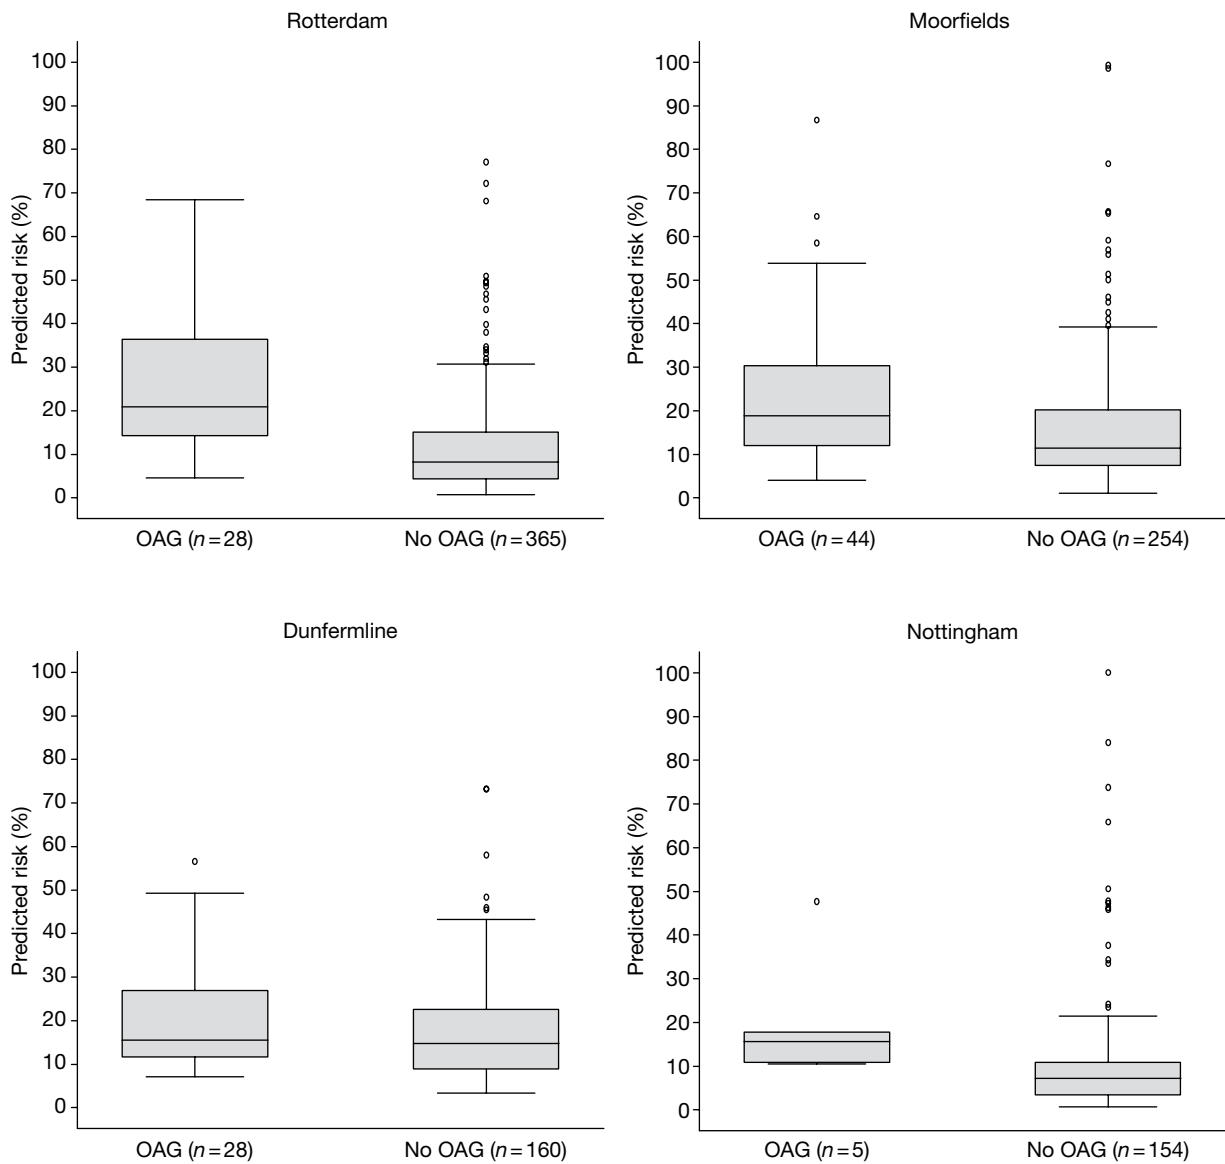 Rotterdam
Predicted risk (%)
100
90
80
70
60
50
40
30
20
10
0
OAG (n=28)
No OAG (n=365)
Moorfields
Predicted risk (%)
100
90
80
70
60
50
40
30
20
10
0
OAG (n=44)
No OAG (n=254)
Dunfermline
Predicted risk (%)
100
90
80
70
60
50
40
30
20
10
0
OAG (n=28)
No OAG (n=160)
Nottingham
Predicted risk (%)
100
90
80
70
60
50
40
30
20
10
0
OAG (n=5)
No OAG (n=154)